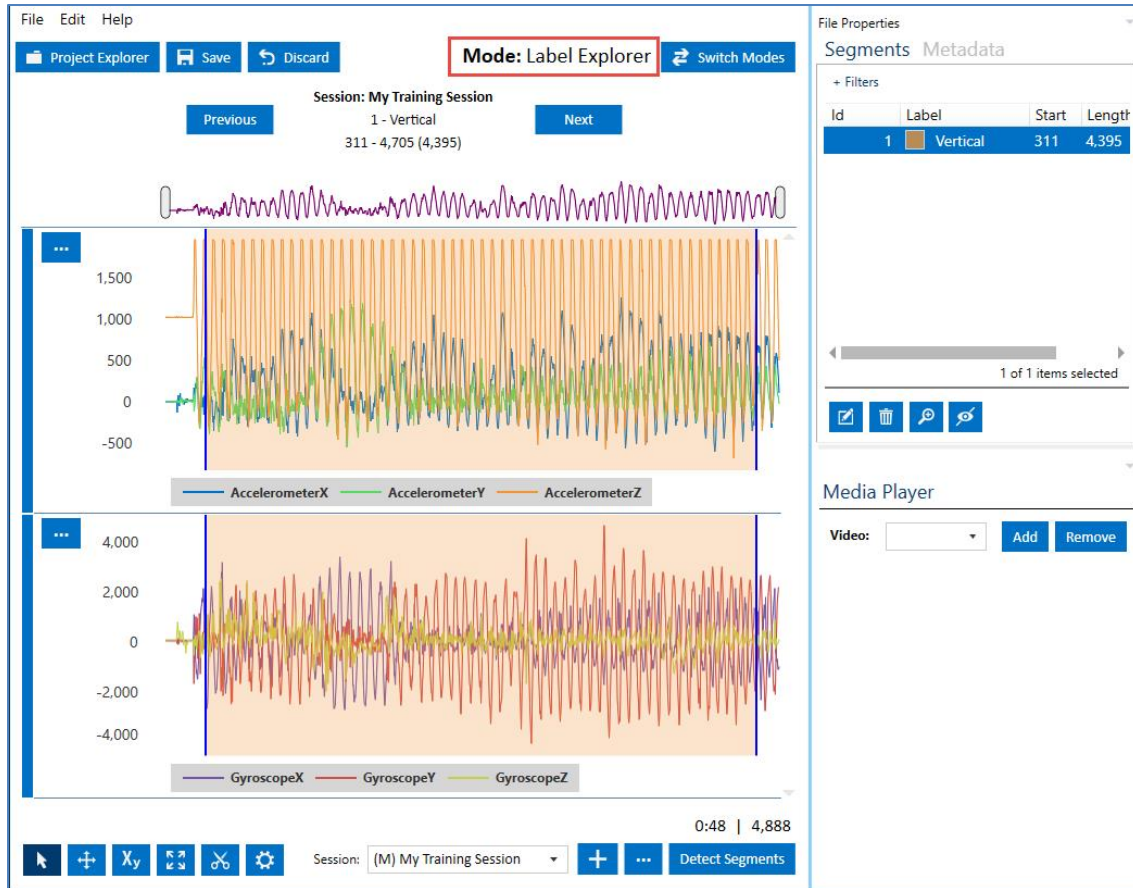 File Edit Help
Project Explorer Save Discard Mode: Label Explorer Switch Modes
Session: My Training Session
Previous 1 - Vertical Next
311 - 4,705 (4,395)
...
1,500
1,000
500
0
-500
AccelerometerX AccelerometerY AccelerometerZ
...
4,000
2,000
0
-2,000
-4,000
GyroscopeX GyroscopeY GyroscopeZ
0:48 | 4,888
Xy Session: (M) My Training Session + ... Detect Segments
File Properties
Segments Metadata
+ Filters
Id Label Start Length
1 Vertical 311 4,395
1 of 1 items selected
Media Player
Video: Add Remove